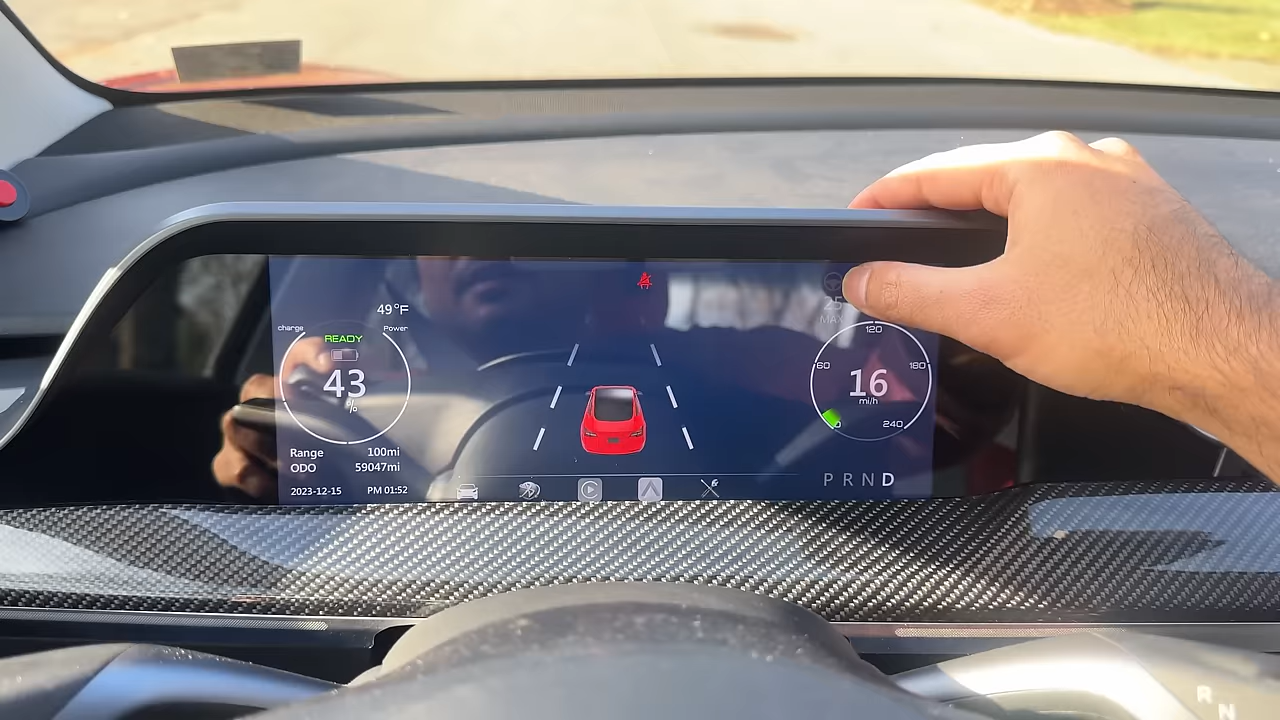 49°F
charge
Power
READY
43
%
Range 100mi
ODO 59047mi
2023-12-15 PM 01:52
25
MAX
120
60
180
16
mi/h
0
240
P R N D
R
N